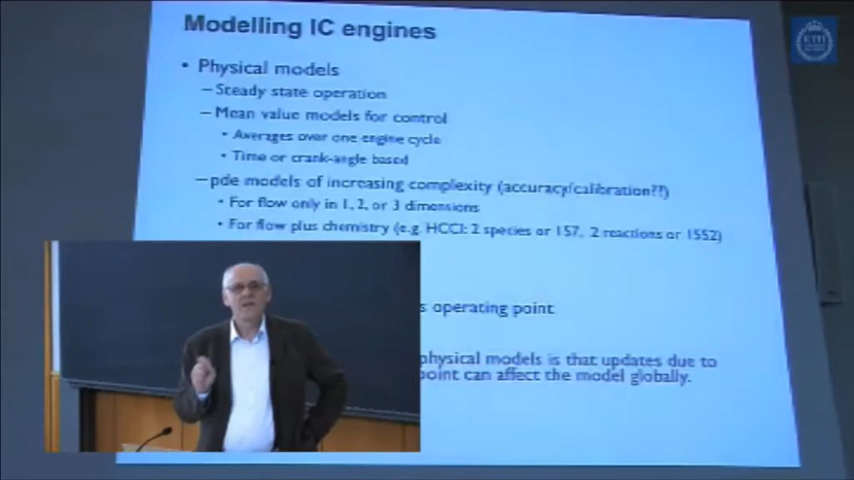 Modelling IC engines
• Physical models
– Steady state operation
– Mean value models for control
• Averages over one engine cycle
• Time or crank-angle based
– pde models of increasing complexity (accuracy/calibration??)
• For flow only in 1, 2, or 3 dimensions
• For flow plus chemistry (e.g. HCCI: 2 species or 157, 2 reactions or 1552)
s operating point
physical models is that updates due to
point can affect the model globally.
KTH